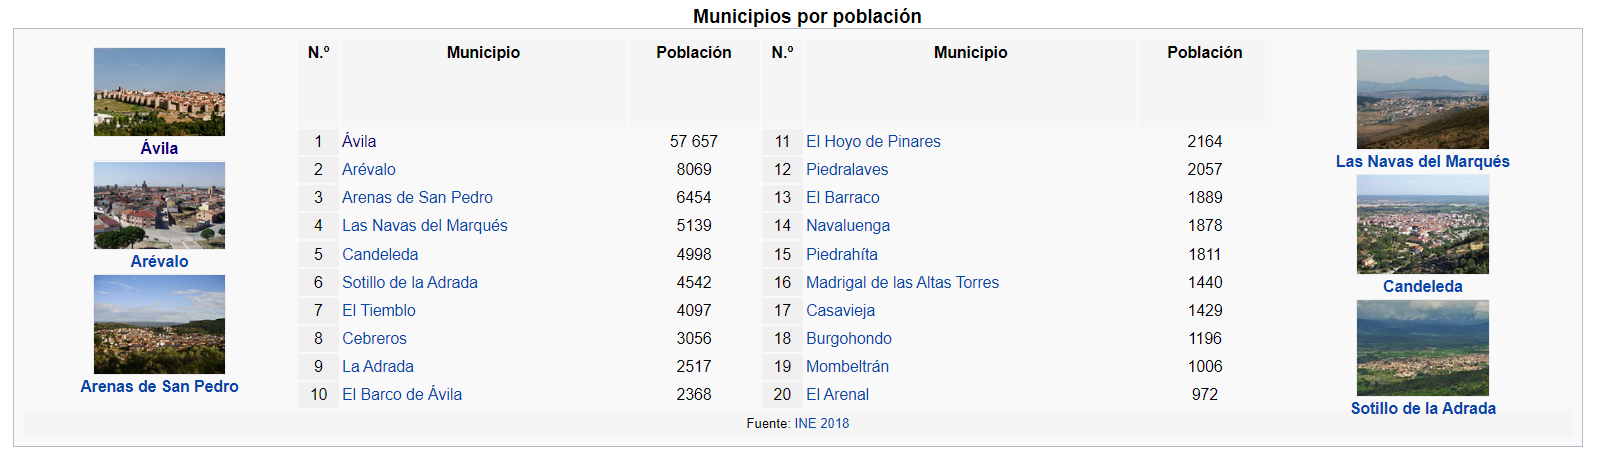 Municipios por población
Ávila
Arévalo
Arenas de San Pedro
N.º Municipio Población N.º Municipio Población
1 Ávila 57 657 11 El Hoyo de Pinares 2164
2 Arévalo 8069 12 Piedralaves 2057
3 Arenas de San Pedro 6454 13 El Barraco 1889
4 Las Navas del Marqués 5139 14 Navaluenga 1878
5 Candeleda 4998 15 Piedrahíta 1811
6 Sotillo de la Adrada 4542 16 Madrigal de las Altas Torres 1440
7 El Tiemblo 4097 17 Casavieja 1429
8 Cebreros 3056 18 Burgohondo 1196
9 La Adrada 2517 19 Mombeltrán 1006
10 El Barco de Ávila 2368 20 El Arenal 972
Las Navas del Marqués
Candeleda
Sotillo de la Adrada
Fuente: INE 2018